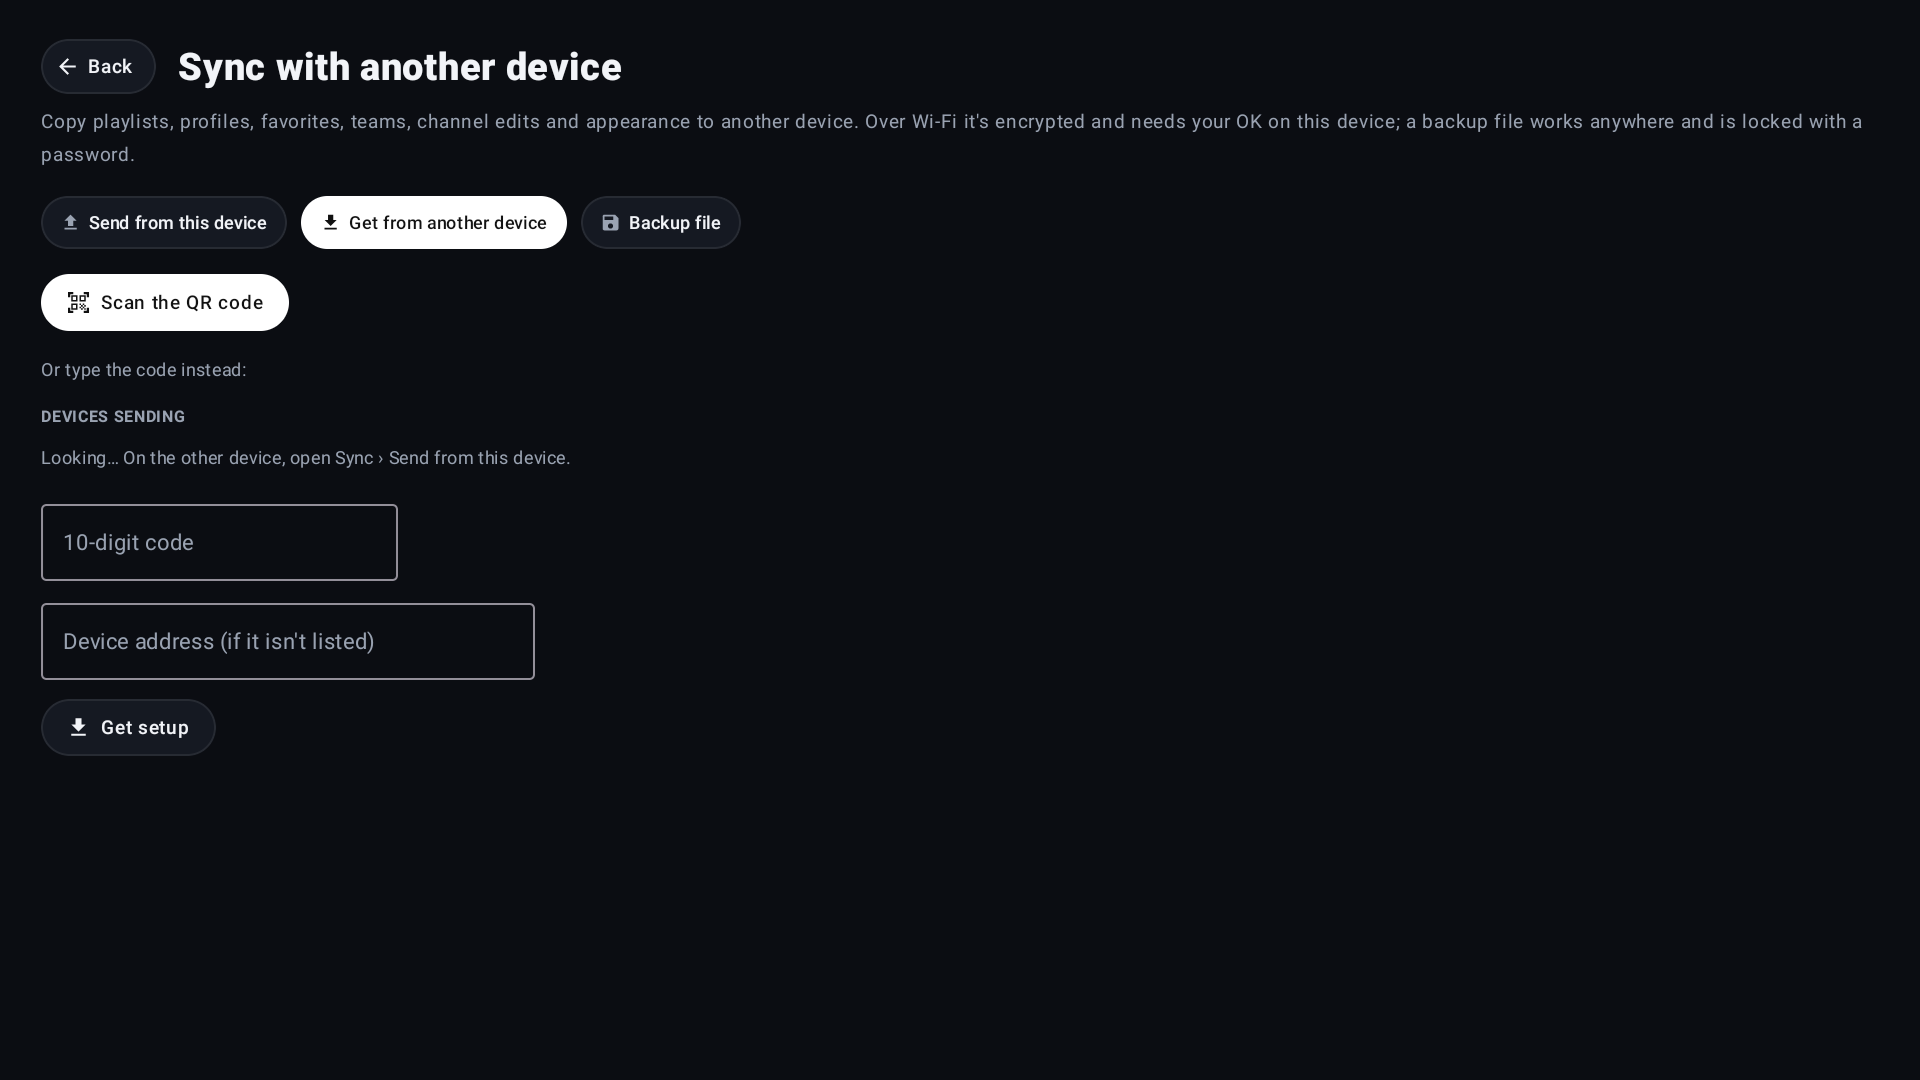 Back
Sync with another device
Copy playlists, profiles, favorites, teams, channel edits and appearance to another device. Over Wi-Fi it's encrypted and needs your OK on this device; a backup file works anywhere and is locked with a
password.
Send from this device
Get from another device
Backup file
Scan the QR code
Or type the code instead:
DEVICES SENDING
Looking… On the other device, open Sync › Send from this device.
10-digit code
Device address (if it isn't listed)
Get setup